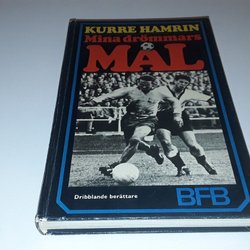 KURRE HAMRIN
Mina drömmars
MÅL
Dribblande berättare
BFB